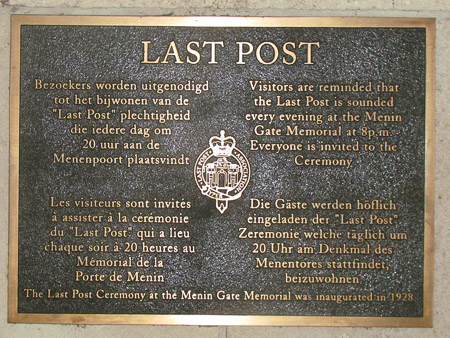 LAST POST
Bezoekers worden uitgenodigd
tot het bijwonen van de
"Last Post" plechtigheid
die iedere dag om
20 uur aan de
Menenpoort plaatsvindt
Visitors are reminded that
the Last Post is sounded
every evening at the Menin
Gate Memorial at 8p.m.
Everyone is invited to the
Ceremony
LAST POST ASSOCIATION
Les visiteurs sont invités
à assister à la cérémonie
du "Last Post" qui a lieu
chaque soir à 20 heures au
Mémorial de la
Porte de Menin
Die Gäste werden höflich
eingeladen der "Last Post"
Zeremonie welche täglich um
20 Uhr am Denkmal des
Menentores stattfindet,
beizuwohnen
The Last Post Ceremony at the Menin Gate Memorial was inaugurated in 1928